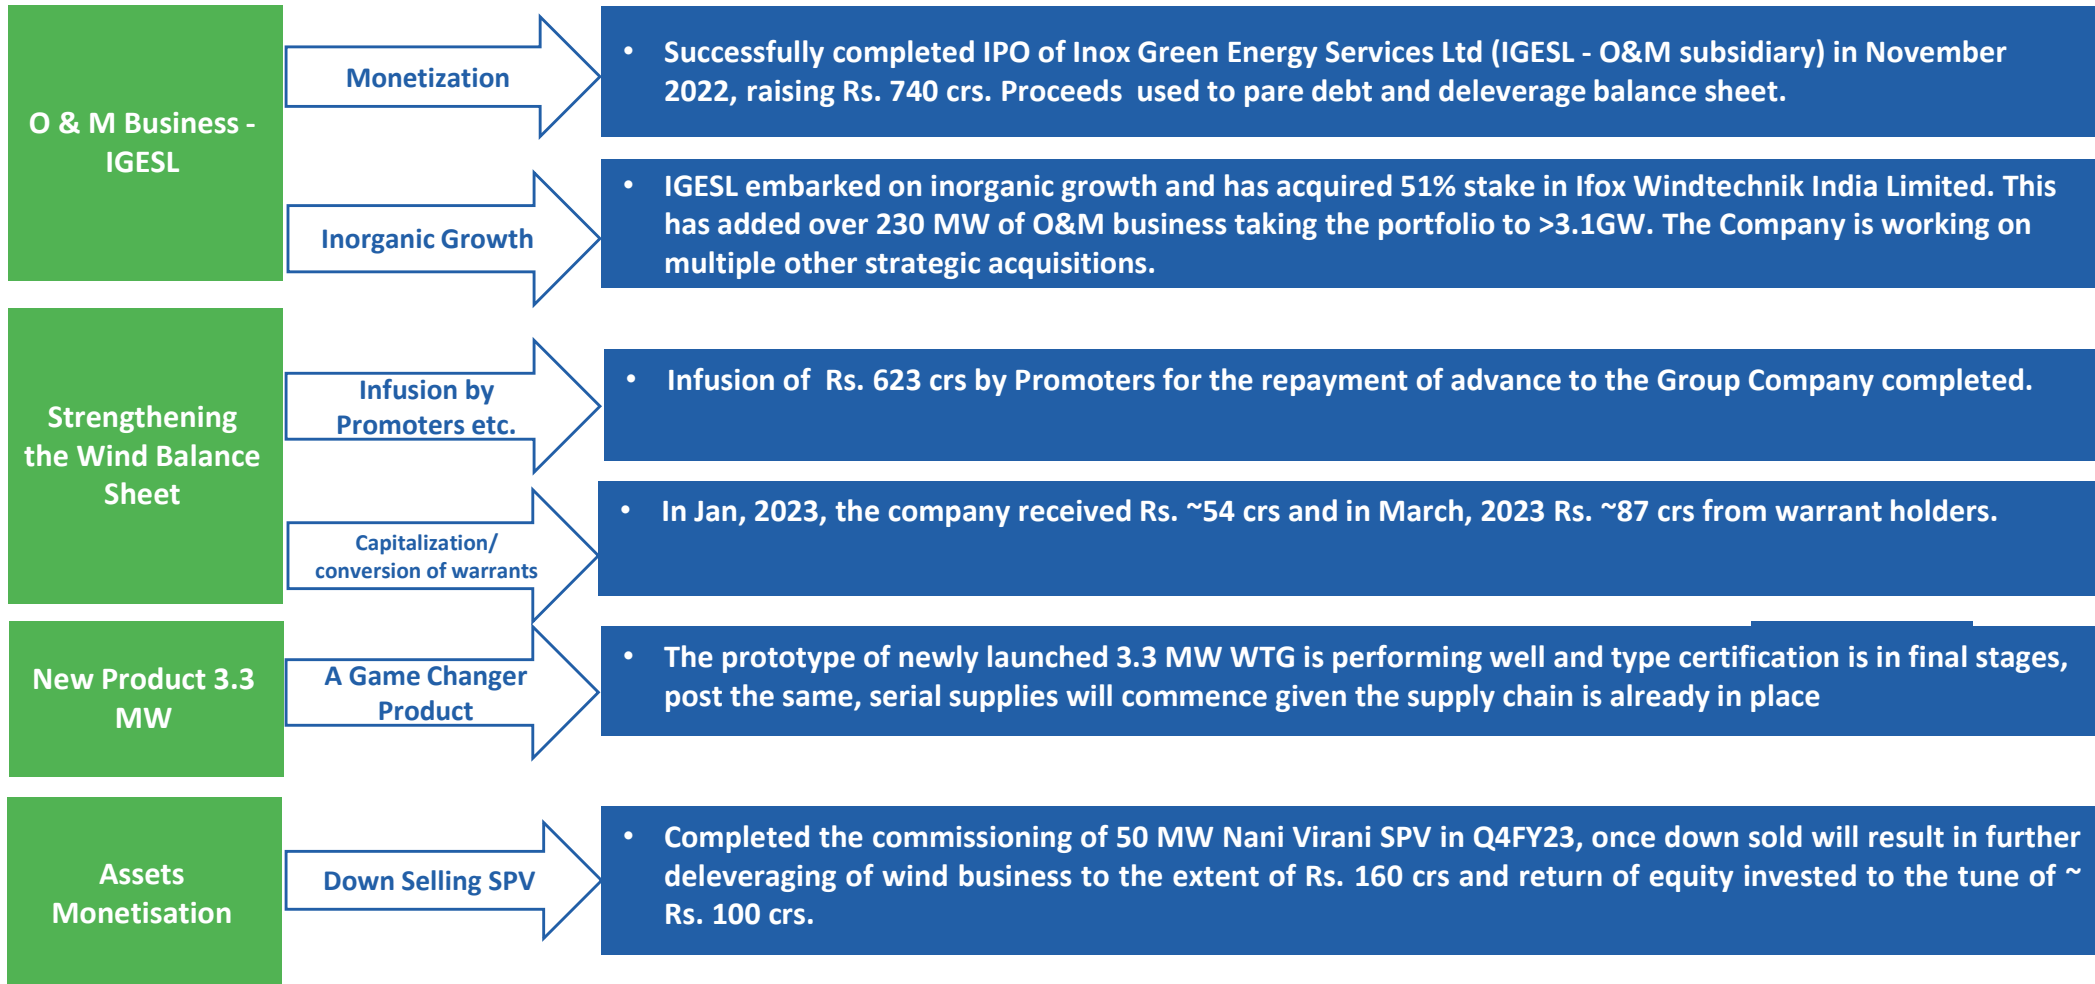 O & M Business -
IGESL
Monetization
• Successfully completed IPO of Inox Green Energy Services Ltd (IGESL - O&M subsidiary) in November
2022, raising Rs. 740 crs. Proceeds used to pare debt and deleverage balance sheet.
Inorganic Growth
• IGESL embarked on inorganic growth and has acquired 51% stake in Ifox Windtechnik India Limited. This
has added over 230 MW of O&M business taking the portfolio to >3.1GW. The Company is working on
multiple other strategic acquisitions.
Strengthening
the Wind Balance
Sheet
Infusion by
Promoters etc.
• Infusion of Rs. 623 crs by Promoters for the repayment of advance to the Group Company completed.
Capitalization/
conversion of warrants
• In Jan, 2023, the company received Rs. ~54 crs and in March, 2023 Rs. ~87 crs from warrant holders.
New Product 3.3
MW
A Game Changer
Product
• The prototype of newly launched 3.3 MW WTG is performing well and type certification is in final stages,
post the same, serial supplies will commence given the supply chain is already in place
Assets
Monetisation
Down Selling SPV
• Completed the commissioning of 50 MW Nani Virani SPV in Q4FY23, once down sold will result in further
deleveraging of wind business to the extent of Rs. 160 crs and return of equity invested to the tune of ~
Rs. 100 crs.